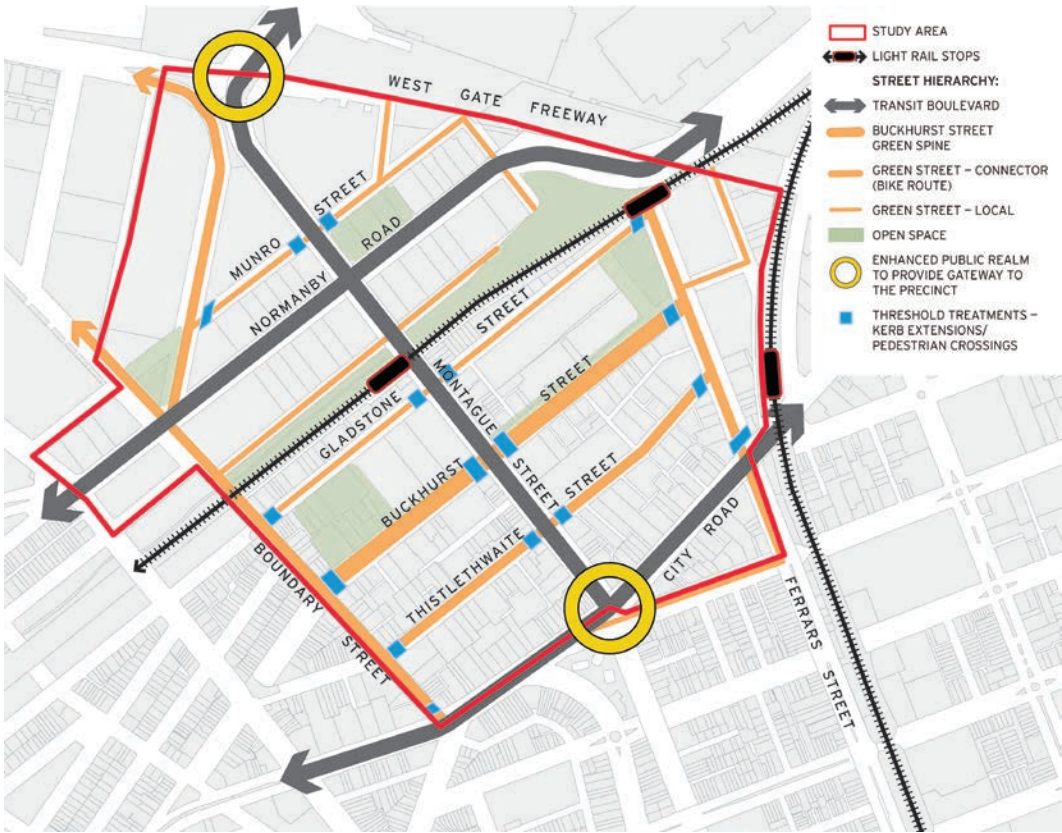 STUDY AREA
LIGHT RAIL STOPS
STREET HIERARCHY:
TRANSIT BOULEVARD
BUCKHURST STREET
GREEN SPINE
GREEN STREET – CONNECTOR
(BIKE ROUTE)
GREEN STREET – LOCAL
OPEN SPACE
ENHANCED PUBLIC REALM
TO PROVIDE GATEWAY TO
THE PRECINCT
THRESHOLD TREATMENTS –
KERB EXTENSIONS/
PEDESTRIAN CROSSINGS
WEST GATE FREEWAY
MUNRO STREET
NORMANBY ROAD
GLADSTONE STREET
MONTAGUE STREET
BUCKHURST STREET
THISTLETHWAITE STREET
BOUNDARY STREET
CITY ROAD
FERRARS STREET